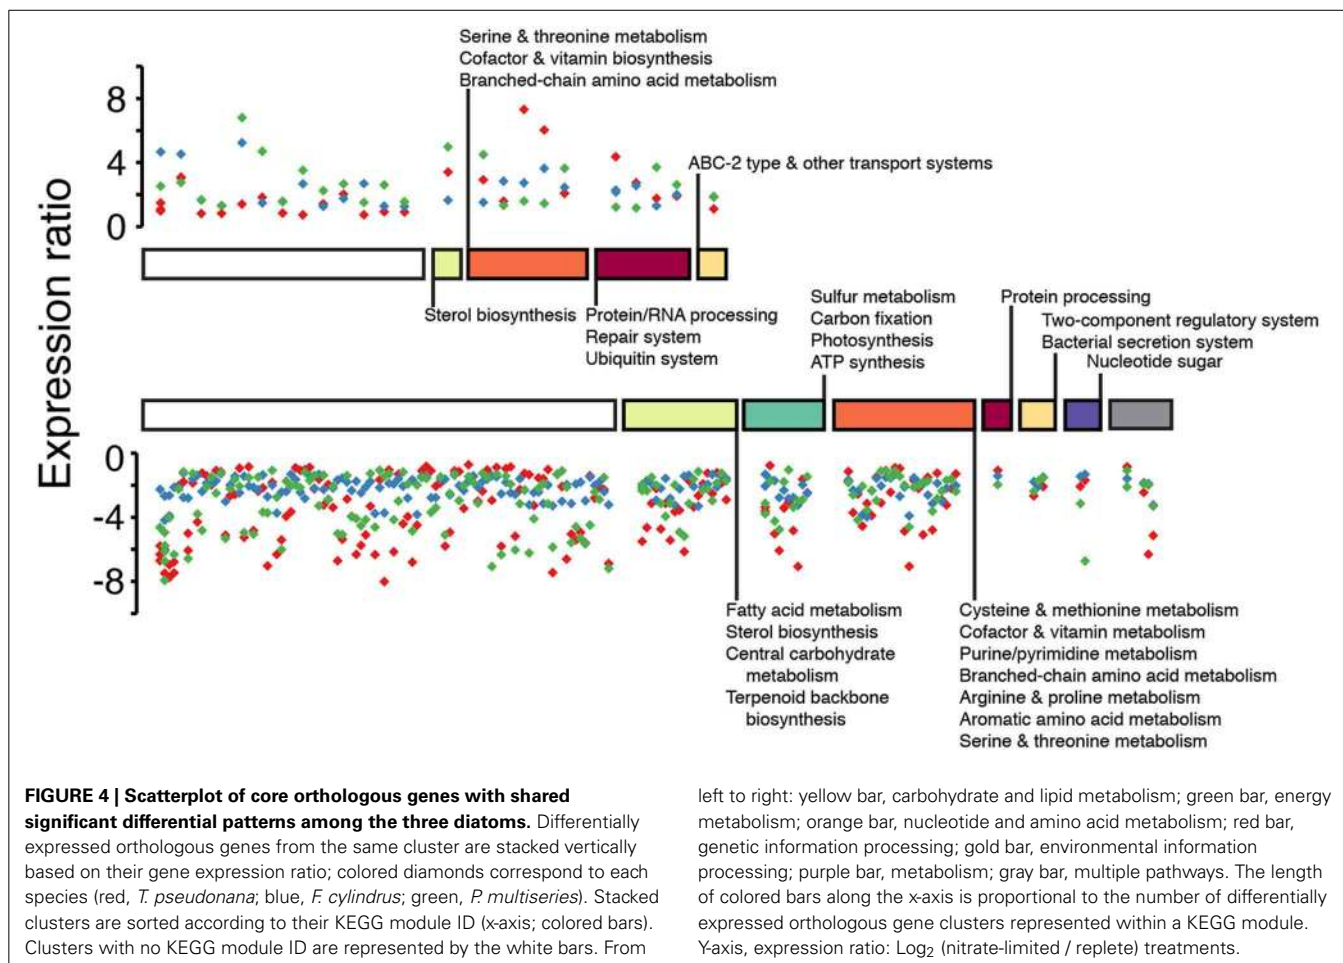 Serine & threonine metabolism
Cofactor & vitamin biosynthesis
Branched-chain amino acid metabolism
8
4
0
ABC-2 type & other transport systems
Expression ratio
Sterol biosynthesis
Protein/RNA processing
Repair system
Ubiquitin system
Sulfur metabolism
Carbon fixation
Photosynthesis
ATP synthesis
Protein processing
Two-component regulatory system
Bacterial secretion system
Nucleotide sugar
0
-4
-8
Fatty acid metabolism
Sterol biosynthesis
Central carbohydrate
metabolism
Terpenoid backbone
biosynthesis
Cysteine & methionine metabolism
Cofactor & vitamin metabolism
Purine/pyrimidine metabolism
Branched-chain amino acid metabolism
Arginine & proline metabolism
Aromatic amino acid metabolism
Serine & threonine metabolism
FIGURE 4 | Scatterplot of core orthologous genes with shared
significant differential patterns among the three diatoms. Differentially
expressed orthologous genes from the same cluster are stacked vertically
based on their gene expression ratio; colored diamonds correspond to each
species (red, T. pseudonana; blue, F. cylindrus; green, P. multiseries). Stacked
clusters are sorted according to their KEGG module ID (x-axis; colored bars).
Clusters with no KEGG module ID are represented by the white bars. From
left to right: yellow bar, carbohydrate and lipid metabolism; green bar, energy
metabolism; orange bar, nucleotide and amino acid metabolism; red bar,
genetic information processing; gold bar, environmental information
processing; purple bar, metabolism; gray bar, multiple pathways. The length
of colored bars along the x-axis is proportional to the number of differentially
expressed orthologous gene clusters represented within a KEGG module.
Y-axis, expression ratio: Log2 (nitrate-limited / replete) treatments.